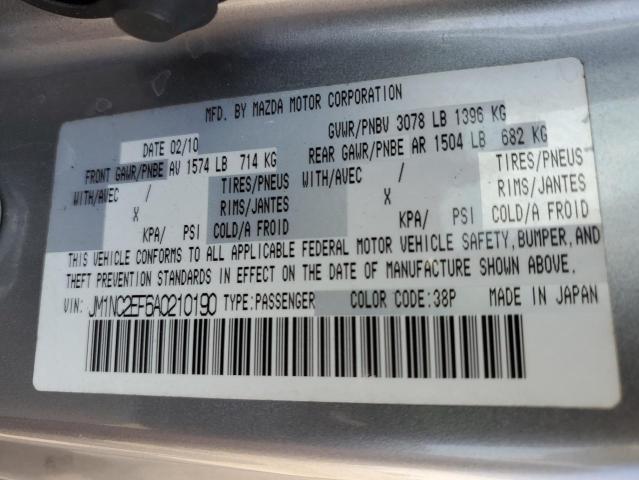 MFD. BY MAZDA MOTOR CORPORATION
DATE 02/10 GVWR/PNBV 3078 LB 1396 KG
FRONT GAWR/PNBE AV 1574 LB 714 KG REAR GAWR/PNBE AR 1504 LB 682 KG
WITH/AVEC / TIRES/PNEUS WITH/AVEC / TIRES/PNEUS
X RIMS/JANTES X RIMS/JANTES
KPA/ PSI COLD/A FROID KPA/ PSI COLD/A FROID
THIS VEHICLE CONFORMS TO ALL APPLICABLE FEDERAL MOTOR VEHICLE SAFETY, BUMPER, AND
THEFT PREVENTION STANDARDS IN EFFECT ON THE DATE OF MANUFACTURE SHOWN ABOVE.
VIN: JM1NC2EF6A0210190 TYPE:PASSENGER COLOR CODE:38P MADE IN JAPAN